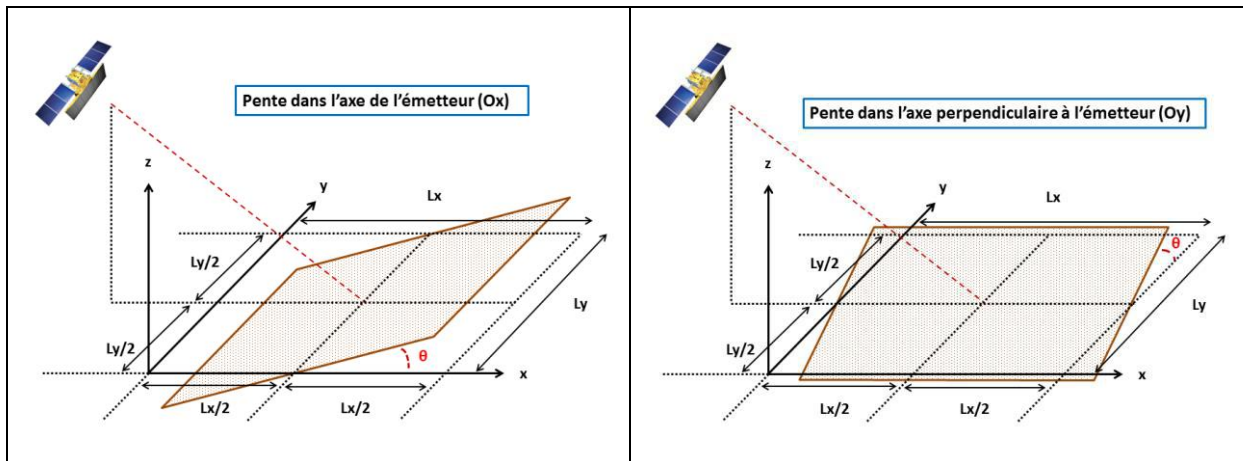 Pente dans l’axe de l’émetteur (Ox)
z
y
Lx
Ly/2
Ly
Ly/2
θ
x
Lx/2
Lx/2
Pente dans l’axe perpendiculaire à l’émetteur (Oy)
z
y
Lx
θ
Ly/2
Ly
Ly/2
x
Lx/2
Lx/2